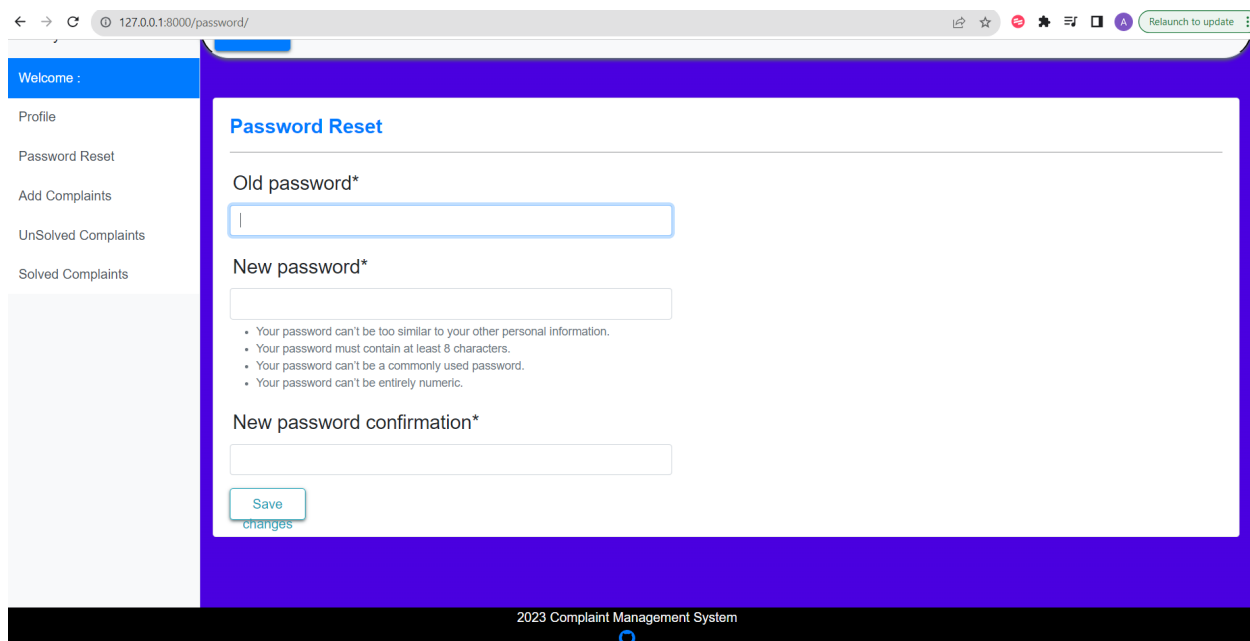 127.0.0.1:8000/password/
A
Relaunch to update
Welcome :
Profile
Password Reset
Add Complaints
UnSolved Complaints
Solved Complaints
Password Reset
Old password*
New password*
• Your password can't be too similar to your other personal information.
• Your password must contain at least 8 characters.
• Your password can't be a commonly used password.
• Your password can't be entirely numeric.
New password confirmation*
Save
changes
2023 Complaint Management System